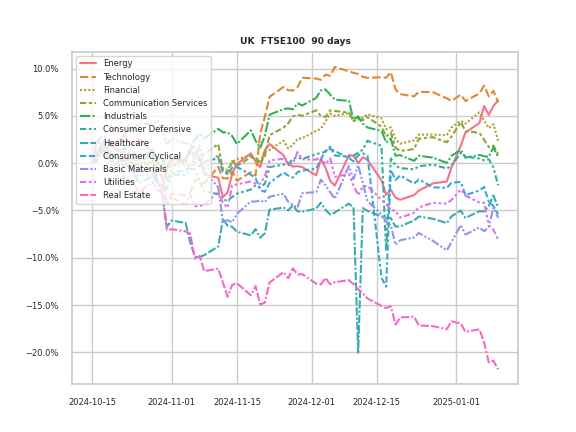 UK FTSE100 90 days
10.0%
5.0%
0.0%
−5.0%
−10.0%
−15.0%
−20.0%
Energy
Technology
Financial
Communication Services
Industrials
Consumer Defensive
Healthcare
Consumer Cyclical
Basic Materials
Utilities
Real Estate
2024-10-15
2024-11-01
2024-11-15
2024-12-01
2024-12-15
2025-01-01